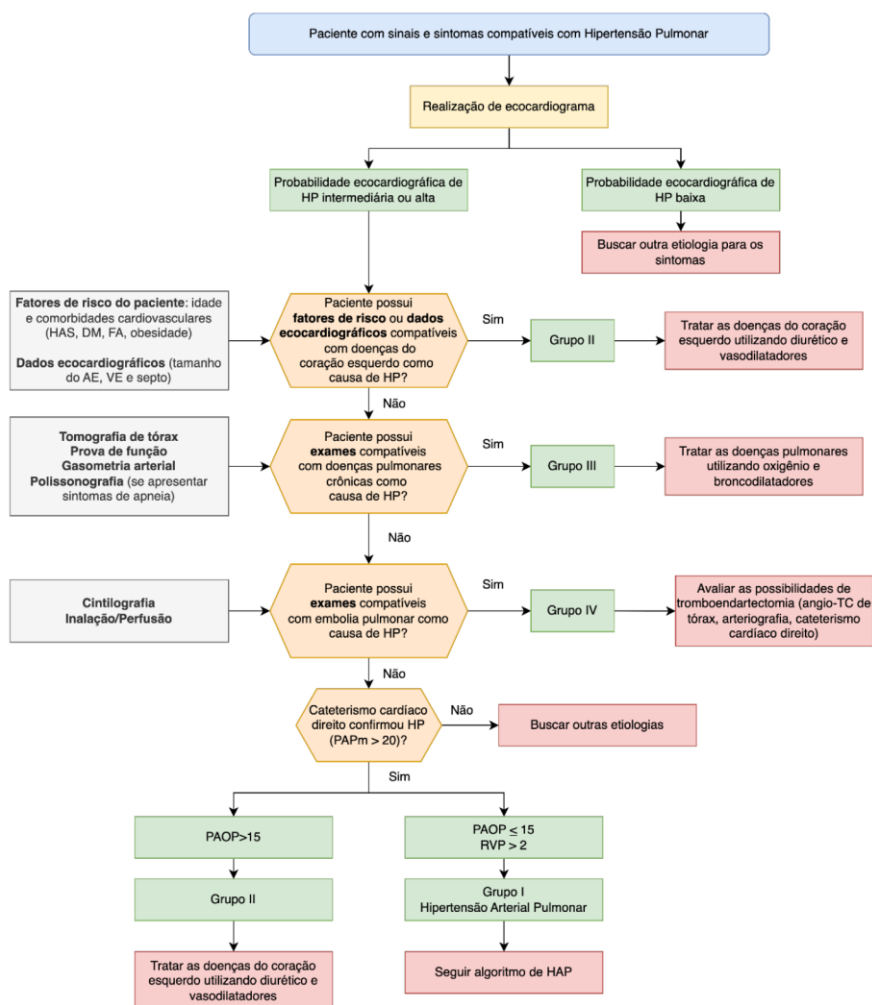 Paciente com sinais e sintomas compatíveis com Hipertensão Pulmonar
Realização de ecocardiograma
Probabilidade ecocardiográfica de
HP intermediária ou alta
Probabilidade ecocardiográfica de
HP baixa
Buscar outra etiologia para os
sintomas
Fatores de risco do paciente: idade
e comorbidades cardiovasculares
(HAS, DM, FA, obesidade)
Dados ecocardiográficos (tamanho
do AE, VE e septo)
Paciente possui
fatores de risco ou dados
ecocardiográficos compatíveis
com doenças do
coração esquerdo como
causa de HP?
Sim
Grupo II
Tratar as doenças do coração
esquerdo utilizando diurético e
vasodilatadores
Não
Tomografia de tórax
Prova de função
Gasometria arterial
Polissonografia (se apresentar
sintomas de apneia)
Paciente possui
exames compatíveis
com doenças pulmonares
crônicas como
causa de HP?
Sim
Grupo III
Tratar as doenças pulmonares
utilizando oxigênio e
broncodilatadores
Não
Cintilografia
Inalação/Perfusão
Paciente possui
exames compatíveis
com embolia pulmonar como
causa de HP?
Sim
Grupo IV
Avaliar as possibilidades de
tromboendartectomia (angio-TC de
tórax, arteriografia, cateterismo
cardíaco direito)
Não
Cateterismo cardíaco
direito confirmou HP
(PAPm > 20)?
Não
Buscar outras etiologias
Sim
PAOP>15
PAOP ≤ 15
RVP > 2
Grupo II
Grupo I
Hipertensão Arterial Pulmonar
Tratar as doenças do coração
esquerdo utilizando diurético e
vasodilatadores
Seguir algoritmo de HAP